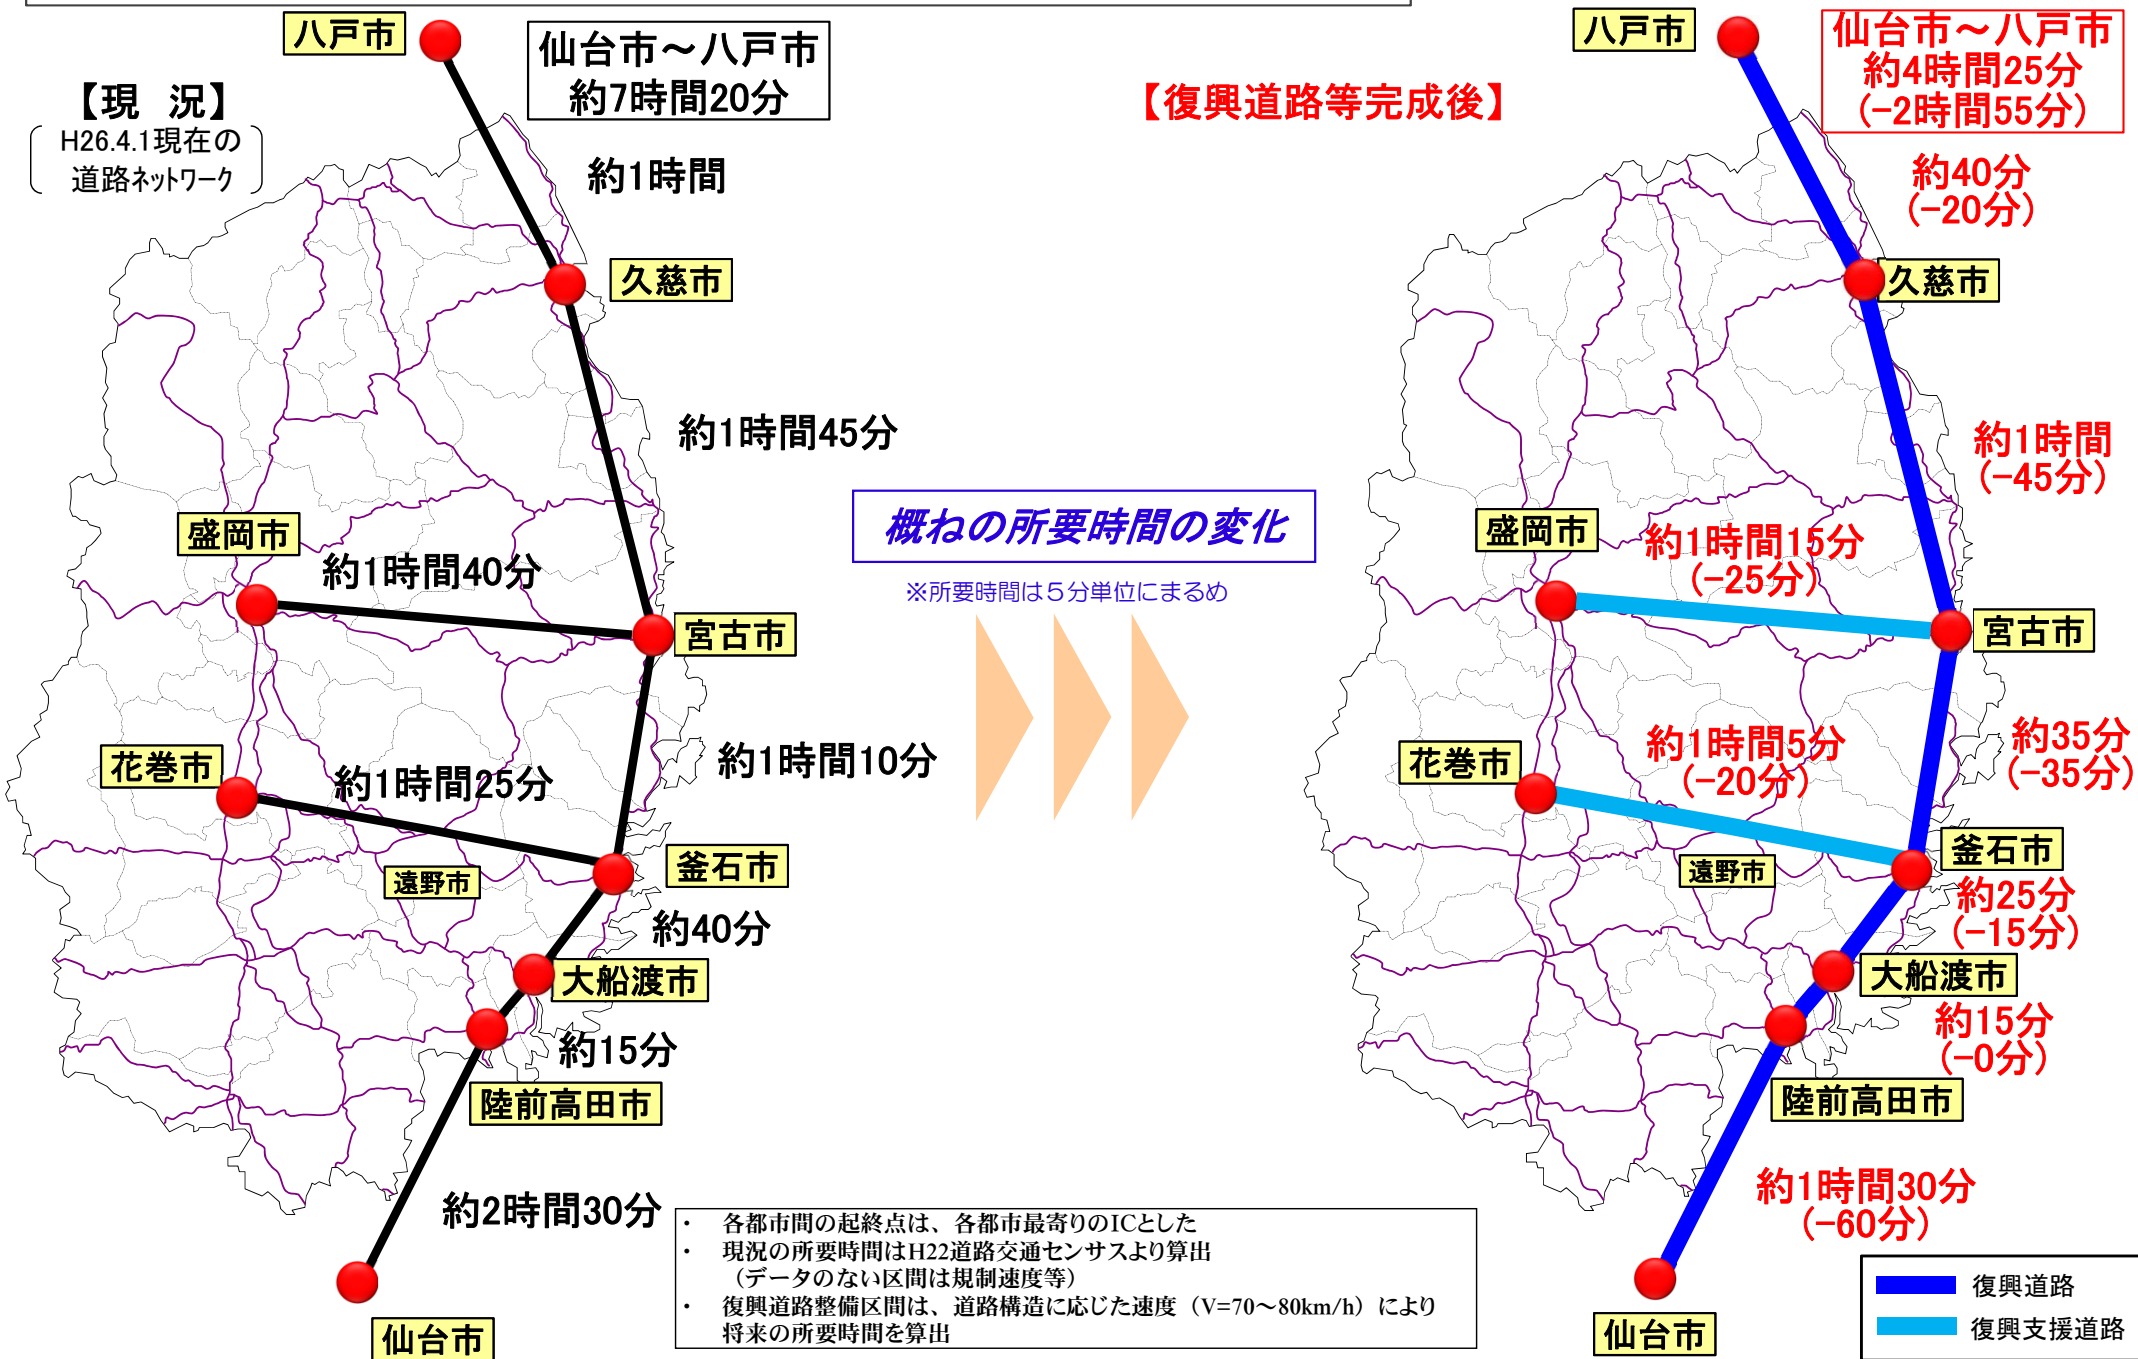 八戸市
仙台市～八戸市
約7時間20分
【現　況】
H26.4.1現在の
道路ネットワーク
約1時間
久慈市
約1時間45分
盛岡市
約1時間40分
宮古市
花巻市
約1時間25分
約1時間10分
遠野市
釜石市
約40分
大船渡市
約15分
陸前高田市
約2時間30分
仙台市
概ねの所要時間の変化
※所要時間は５分単位にまるめ
【復興道路等完成後】
八戸市
仙台市～八戸市
約4時間25分
(−2時間55分)
約40分
(−20分)
久慈市
約1時間
(−45分)
盛岡市
約1時間15分
(−25分)
宮古市
花巻市
約1時間5分
(−20分)
約35分
(−35分)
遠野市
釜石市
約25分
(−15分)
大船渡市
約15分
(−0分)
陸前高田市
約1時間30分
(−60分)
仙台市
・ 各都市間の起終点は、各都市最寄りのICとした
・ 現況の所要時間はH22道路交通センサスより算出
（データのない区間は規制速度等）
・ 復興道路整備区間は、道路構造に応じた速度（V=70～80km/h）により
将来の所要時間を算出
復興道路
復興支援道路